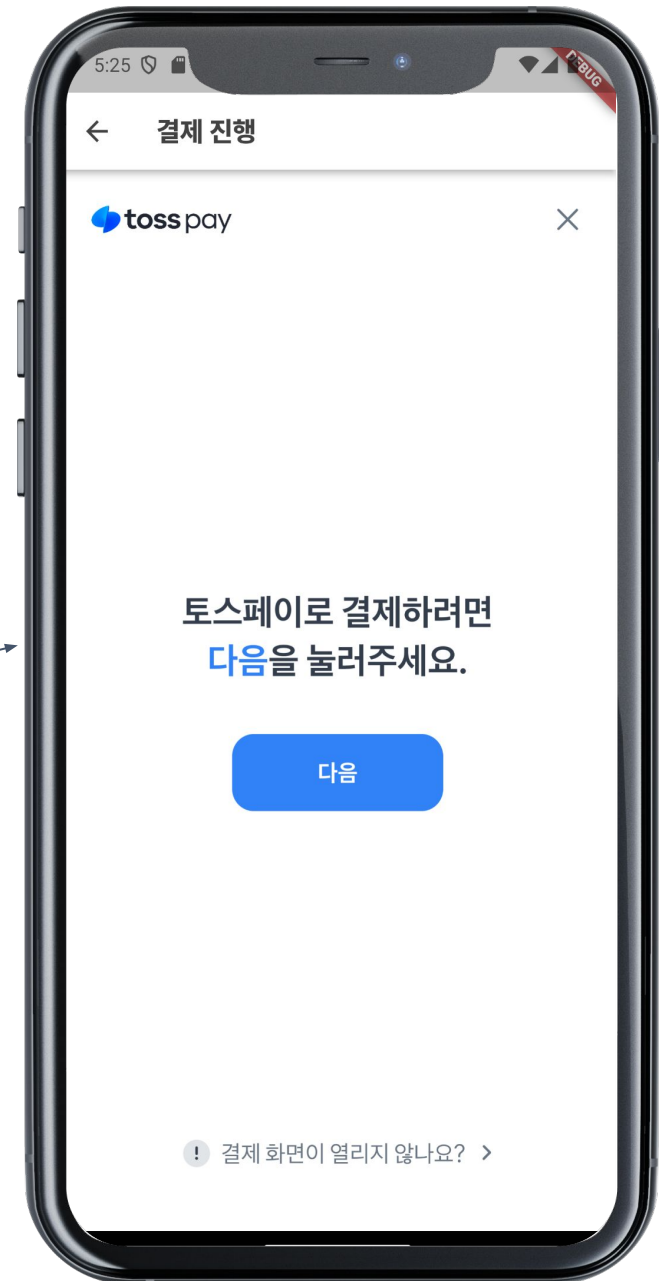 5:25
DEBUG
결제 진행
toss pay
토스페이로 결제하려면
다음을 눌러주세요.
다음
! 결제 화면이 열리지 않나요? >